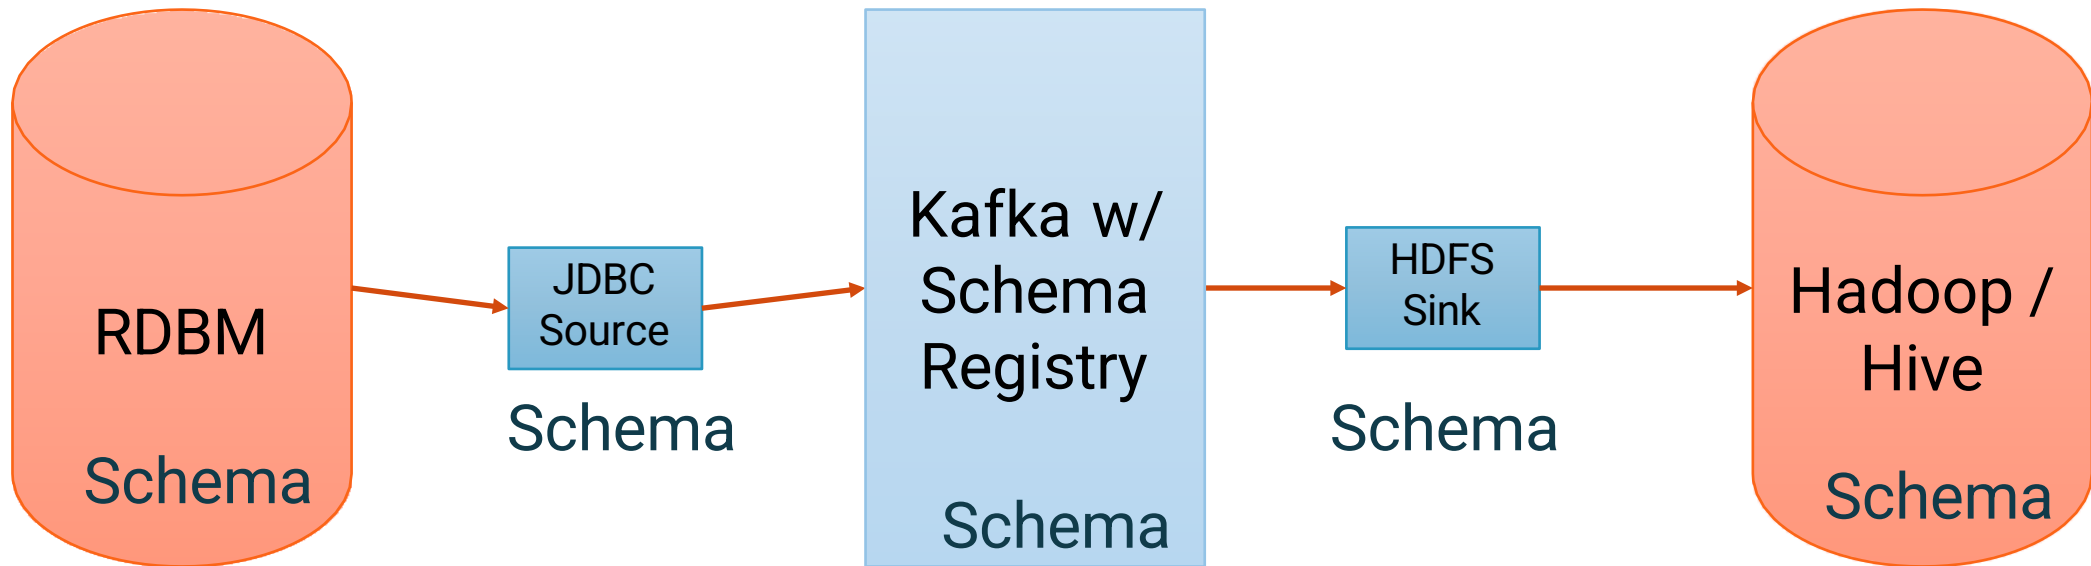 RDBM
Schema
JDBC
Source
Schema
Kafka w/
Schema
Registry
Schema
HDFS
Sink
Schema
Hadoop /
Hive
Schema